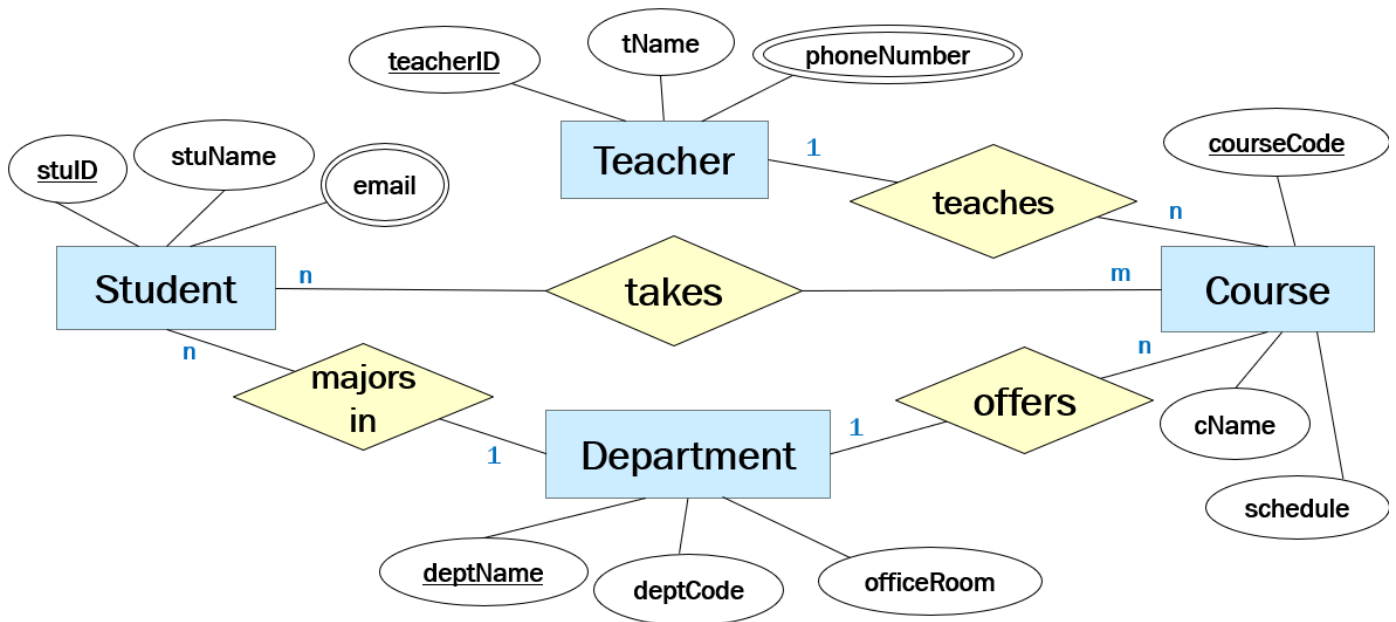 tName
phoneNumber
teacherID
Teacher
1
courseCode
stuName
stuID
email
teaches
n
Student
n
takes
m
Course
n
majors
in
n
offers
1
1
cName
Department
schedule
deptName
deptCode
officeRoom